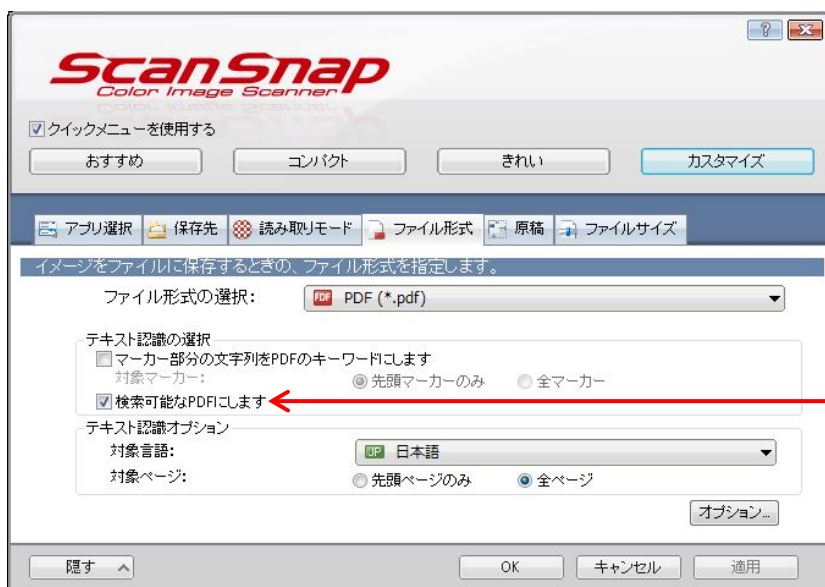 ScanSnap
Color Image Scanner
クイックメニューを使用する
おすすめ コンパクト きれい カスタマイズ
アプリ選択 保存先 読み取りモード ファイル形式 原稿 ファイルサイズ
イメージをファイルに保存するときの、ファイル形式を指定します。
ファイル形式の選択: PDF PDF (*.pdf)
テキスト認識の選択
マーカー部分の文字列をPDFのキーワードにします
対象マーカー: 先頭マーカーのみ 全マーカー
検索可能なPDFにします
テキスト認識オプション
対象言語: JP 日本語
対象ページ: 先頭ページのみ 全ページ
オプション...
隠す OK キャンセル 適用